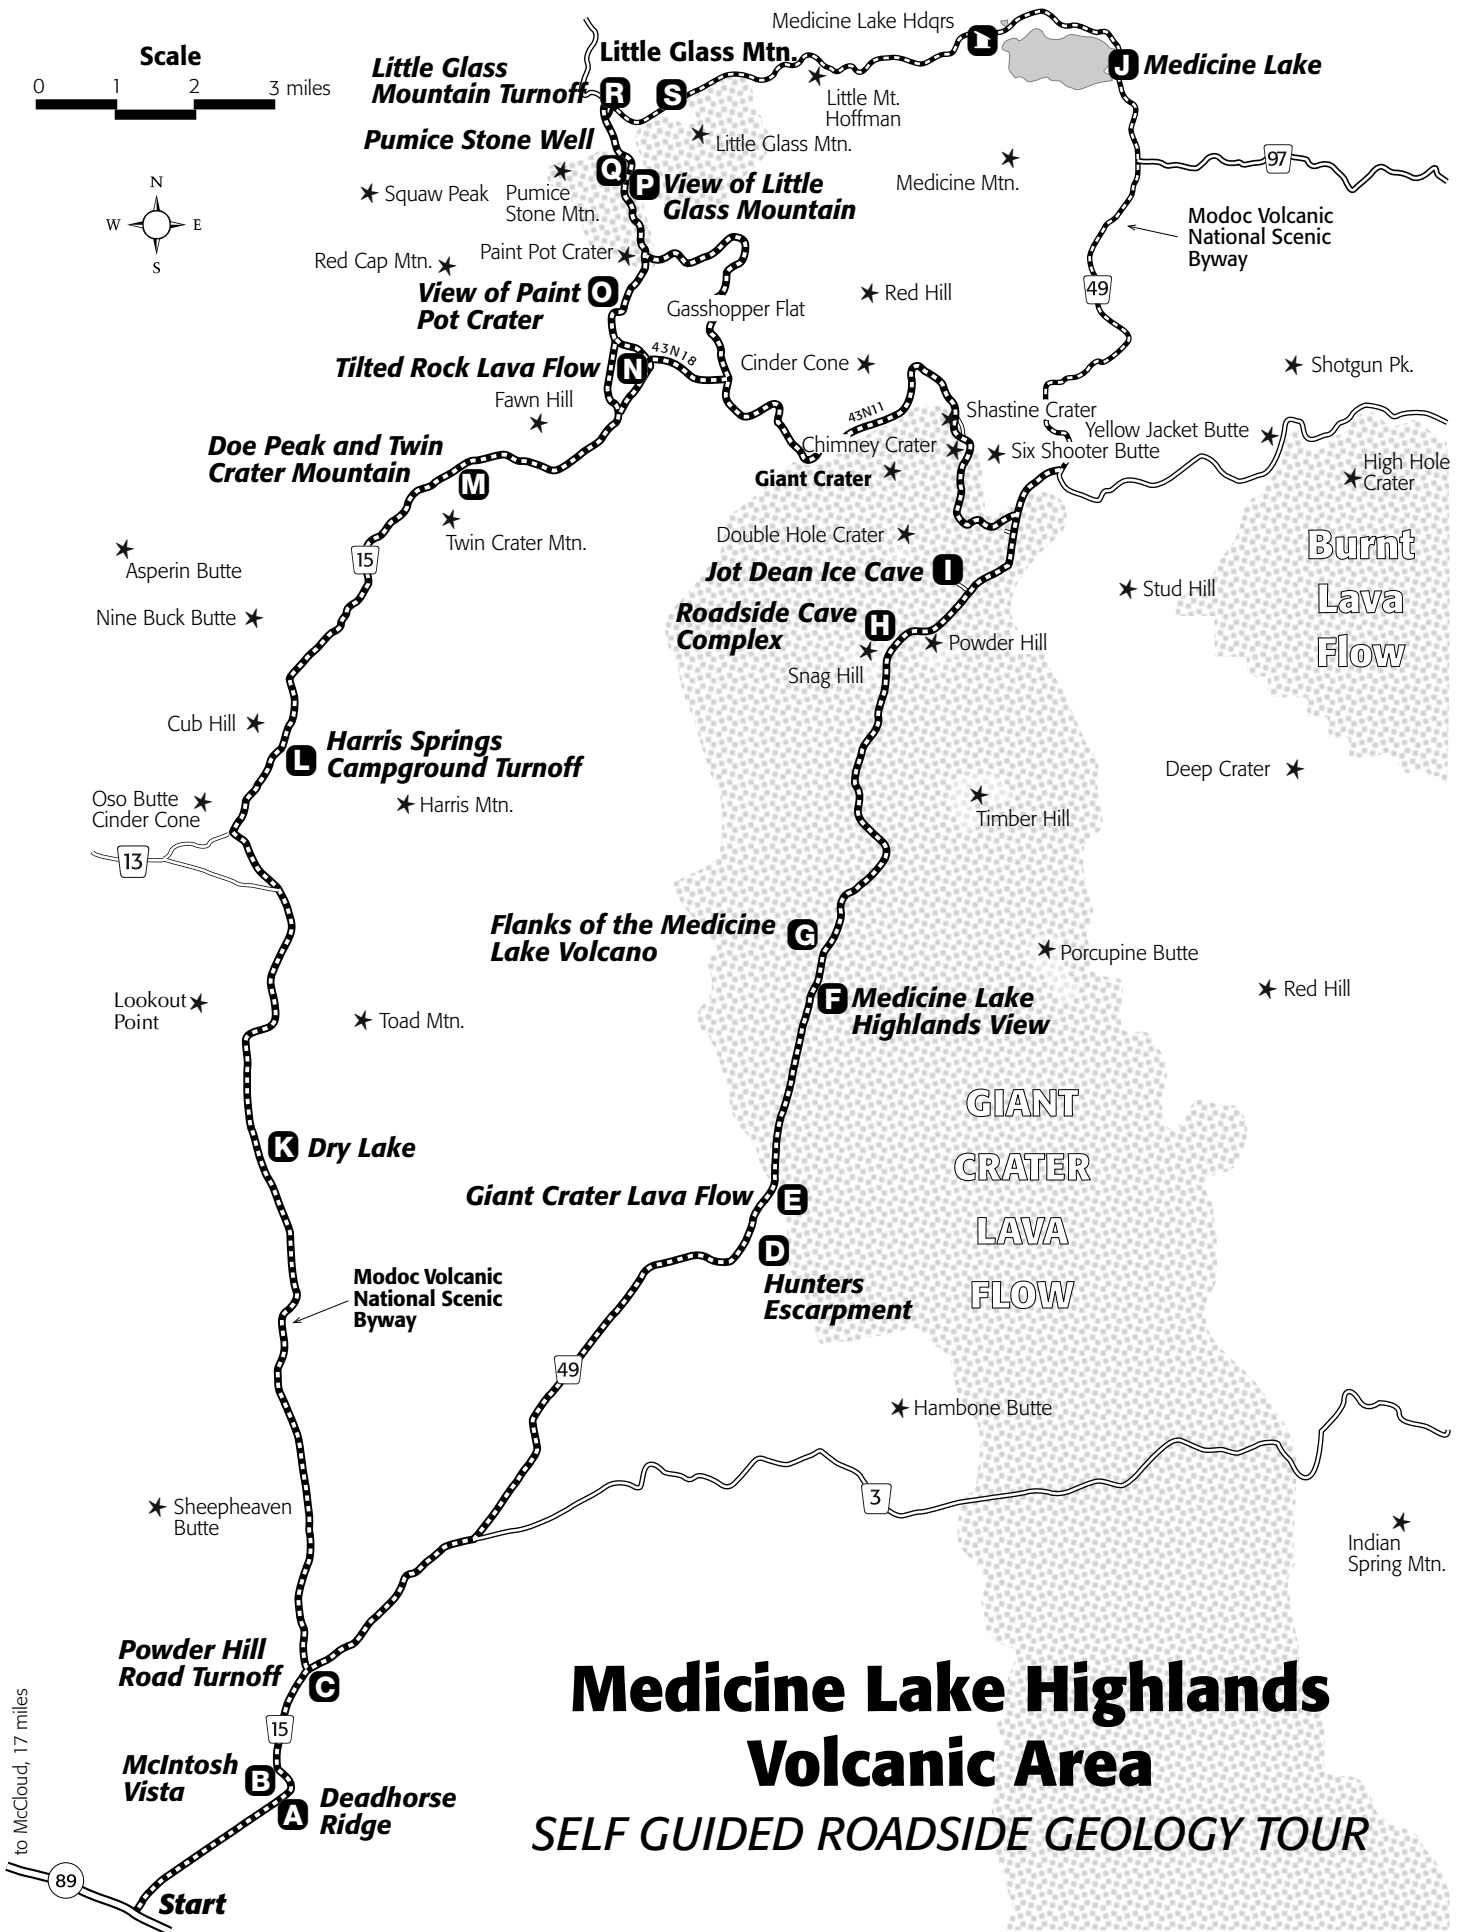 Medicine Lake Hdqrs
Scale
0 1 2 3 miles
Little Glass
Mountain Turnoff
Little Glass Mtn.
R
S
J
Medicine Lake
Little Mt.
Hoffman
Pumice Stone Well
Little Glass Mtn.
97
Q
P
View of Little
Glass Mountain
Medicine Mtn.
Squaw Peak
Pumice
Stone Mtn.
N
W
E
S
Modoc Volcanic
National Scenic
Byway
Paint Pot Crater
Red Cap Mtn.
View of Paint
Pot Crater
O
49
Red Hill
Gasshopper Flat
43N18
Tilted Rock Lava Flow
N
Cinder Cone
Shotgun Pk.
Fawn Hill
43N11
Shastine Crater
Yellow Jacket Butte
Doe Peak and Twin
Crater Mountain
Chimney Crater
Six Shooter Butte
High Hole
Crater
M
Giant Crater
Twin Crater Mtn.
Double Hole Crater
Burnt
Lava
Flow
15
Asperin Butte
Jot Dean Ice Cave
I
Stud Hill
Nine Buck Butte
Roadside Cave
Complex
H
Powder Hill
Snag Hill
Cub Hill
L
Harris Springs
Campground Turnoff
Deep Crater
Oso Butte
Cinder Cone
Harris Mtn.
Timber Hill
13
Flanks of the Medicine
Lake Volcano
G
Porcupine Butte
Lookout
Point
Toad Mtn.
F
Medicine Lake
Highlands View
Red Hill
GIANT
CRATER
LAVA
FLOW
K
Dry Lake
Giant Crater Lava Flow
E
D
Hunters
Escarpment
Modoc Volcanic
National Scenic
Byway
49
Hambone Butte
3
Sheepheaven
Butte
Indian
Spring Mtn.
Powder Hill
Road Turnoff
C
15
McIntosh
Vista
B
A
Deadhorse
Ridge
to McCloud, 17 miles
89
Start
Medicine Lake Highlands
Volcanic Area
SELF GUIDED ROADSIDE GEOLOGY TOUR